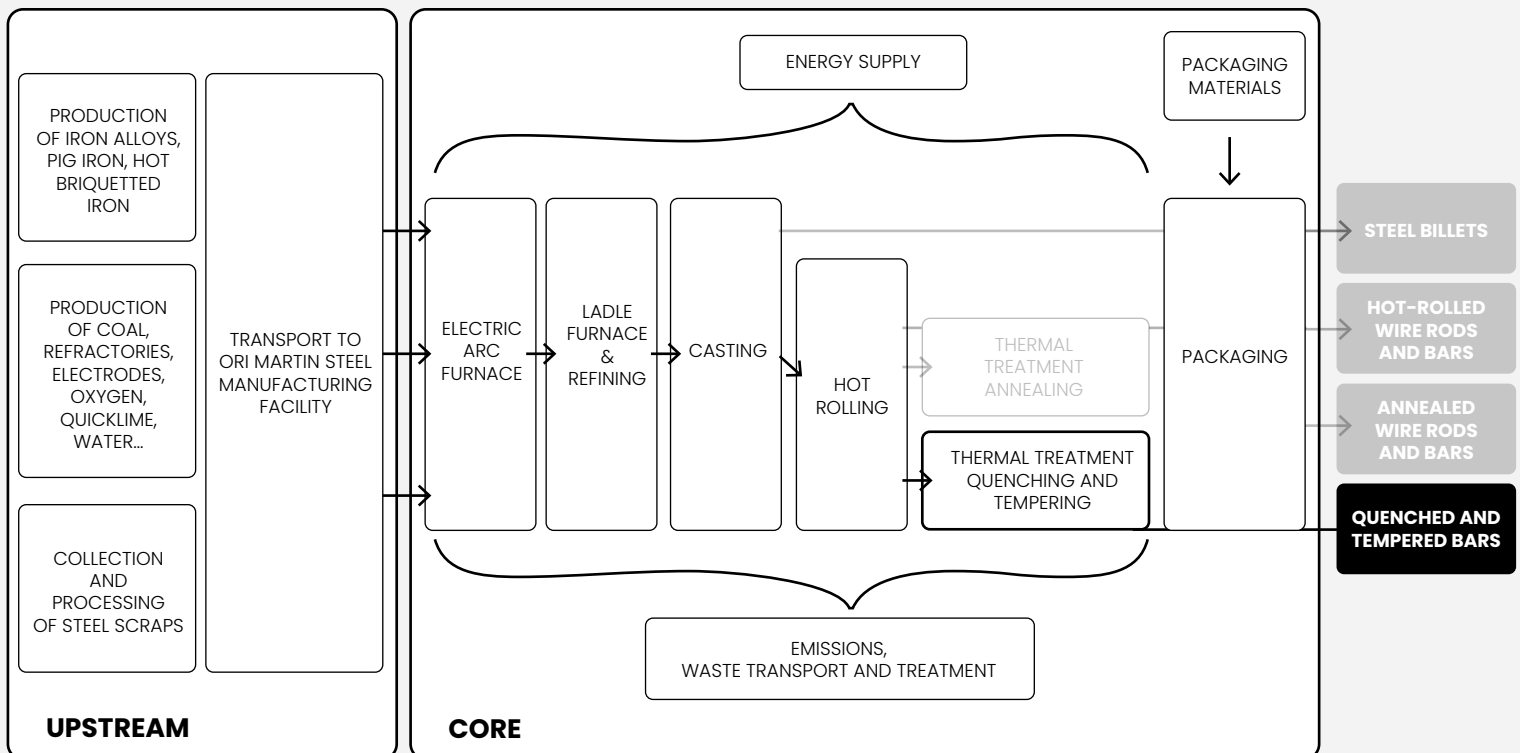 ENERGY SUPPLY
PACKAGING
MATERIALS
PRODUCTION
OF IRON ALLOYS,
PIG IRON, HOT
BRIQUETTED
IRON
PRODUCTION
OF COAL,
REFRACTORIES,
ELECTRODES,
OXYGEN,
QUICKLIME,
WATER...
COLLECTION
AND
PROCESSING
OF STEEL SCRAPS
TRANSPORT TO
ORI MARTIN STEEL
MANUFACTURING
FACILITY
ELECTRIC
ARC
FURNACE
LADLE
FURNACE
&
REFINING
CASTING
HOT
ROLLING
THERMAL
TREATMENT
ANNEALING
THERMAL TREATMENT
QUENCHING AND
TEMPERING
PACKAGING
STEEL BILLETS
HOT-ROLLED
WIRE RODS
AND BARS
ANNEALED
WIRE RODS
AND BARS
QUENCHED AND
TEMPERED BARS
EMISSIONS,
WASTE TRANSPORT AND TREATMENT
UPSTREAM
CORE